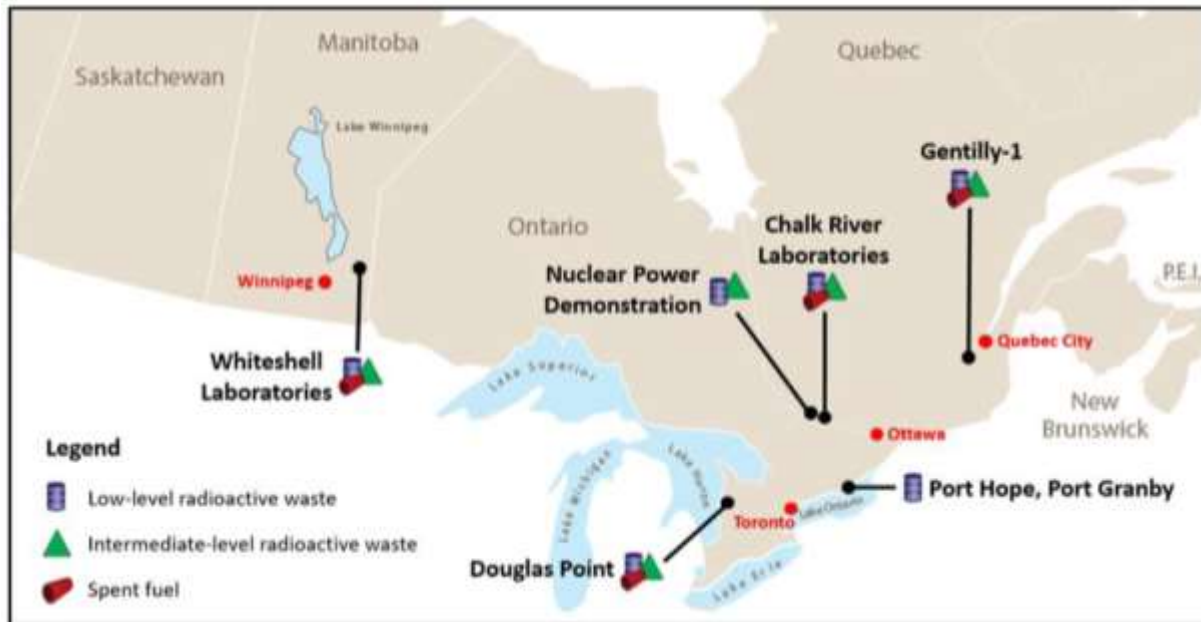 Manitoba
Quebec
Saskatchewan
Lake Winnipeg
Gentilly-1
Ontario
Chalk River
Laboratories
Nuclear Power
Demonstration
P.E.I.
Winnipeg
Quebec City
Whiteshell
Laboratories
Lake Superior
New
Brunswick
Ottawa
Legend
Lake Michigan
Lake Huron
Low-level radioactive waste
Port Hope, Port Granby
Toronto
Lake Ontario
Intermediate-level radioactive waste
Douglas Point
Lake Erie
Spent fuel